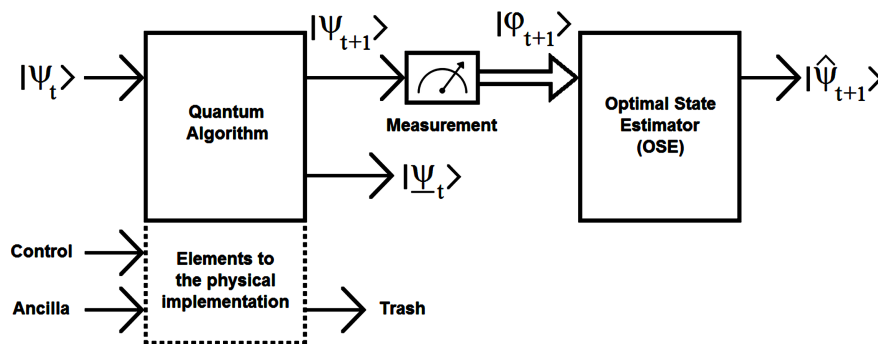 |ψ_t⟩
Quantum
Algorithm
|ψ_{t+1}⟩
Measurement
|φ_{t+1}⟩
Optimal State
Estimator
(OSE)
|ψ̂_{t+1}⟩
|ψ̲_t⟩
Control
Ancilla
Elements to
the physical
implementation
Trash